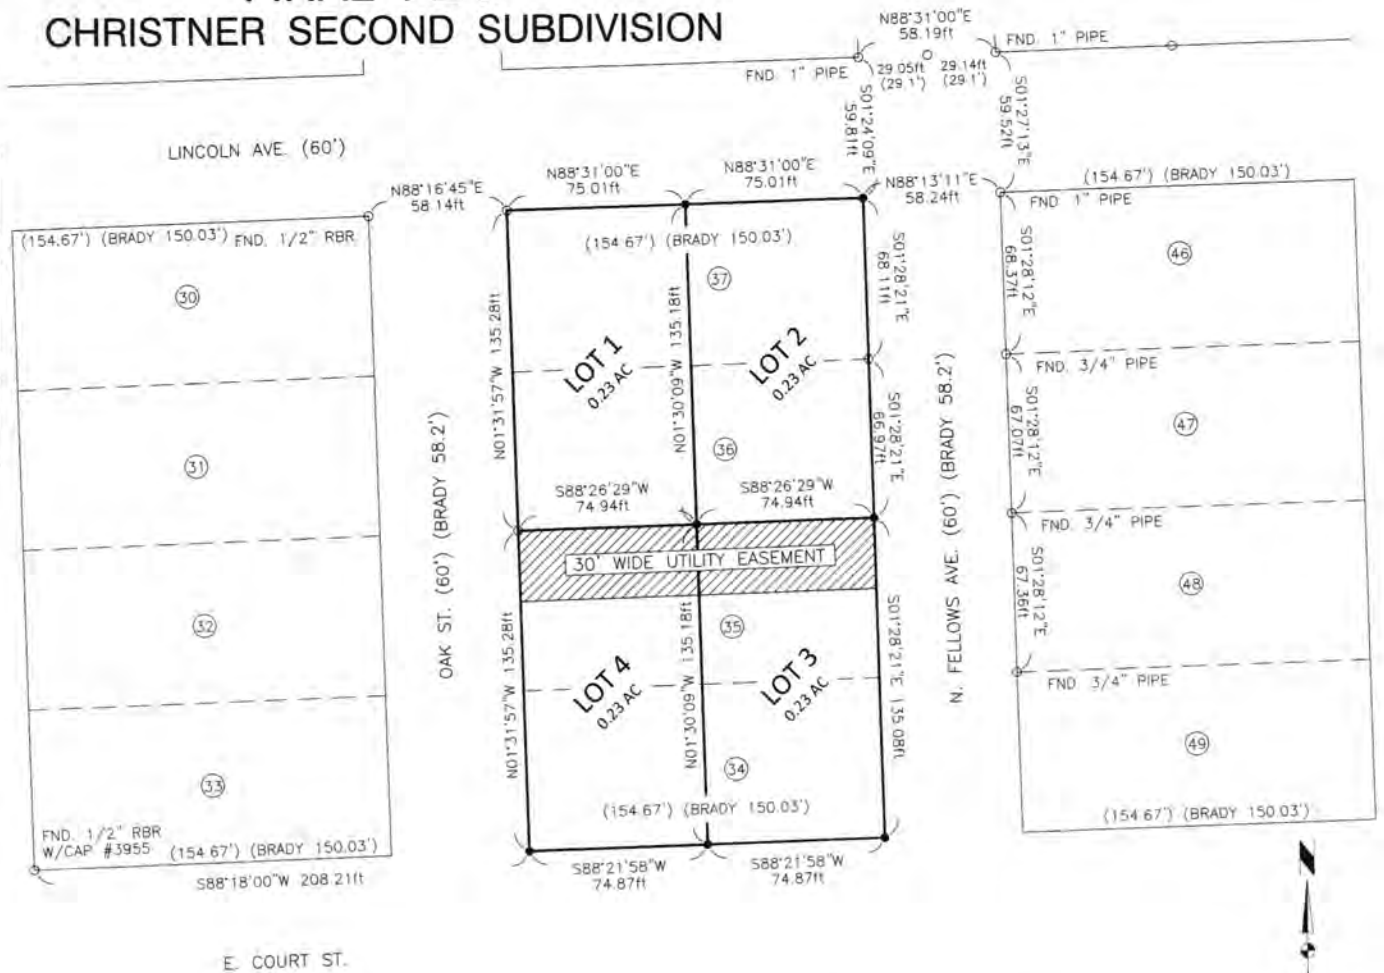 CHRISTNER SECOND SUBDIVISION
N88°31'00"E
58.19ft
FND. 1" PIPE
FND. 1" PIPE
29.05ft 29.14ft
(29.1') (29.1')
S01°24'09"E
59.81ft
S01°27'13"E
59.52ft
LINCOLN AVE. (60')
N88°16'45"E
58.14ft
N88°31'00"E
75.01ft
N88°31'00"E
75.01ft
N88°13'11"E
58.24ft
(154.67') (BRADY 150.03')
FND. 1" PIPE
(154.67') (BRADY 150.03')
FND. 1/2" RBR
(154.67') (BRADY 150.03')
30
37
46
S01°28'21"E
68.11ft
S01°28'12"E
68.37ft
N01°31'57"W 135.28ft
N01°30'09"W 135.18ft
LOT 1
0.23 AC
LOT 2
0.23 AC
FND. 3/4" PIPE
31
36
47
OAK ST. (60') (BRADY 58.2')
S01°28'21"E
66.97ft
N. FELLOWS AVE. (60') (BRADY 58.2')
S01°28'12"E
67.07ft
S88°26'29"W
74.94ft
S88°26'29"W
74.94ft
FND. 3/4" PIPE
30' WIDE UTILITY EASEMENT
32
35
48
S01°28'12"E
67.36ft
N01°31'57"W 135.28ft
N01°30'09"W 135.18ft
S01°28'21"E 135.08ft
LOT 4
0.23 AC
LOT 3
0.23 AC
FND. 3/4" PIPE
33
34
49
(154.67') (BRADY 150.03')
(154.67') (BRADY 150.03')
FND. 1/2" RBR
W/CAP #3955
(154.67') (BRADY 150.03')
S88°18'00"W 208.21ft
S88°21'58"W
74.87ft
S88°21'58"W
74.87ft
N
E. COURT ST.